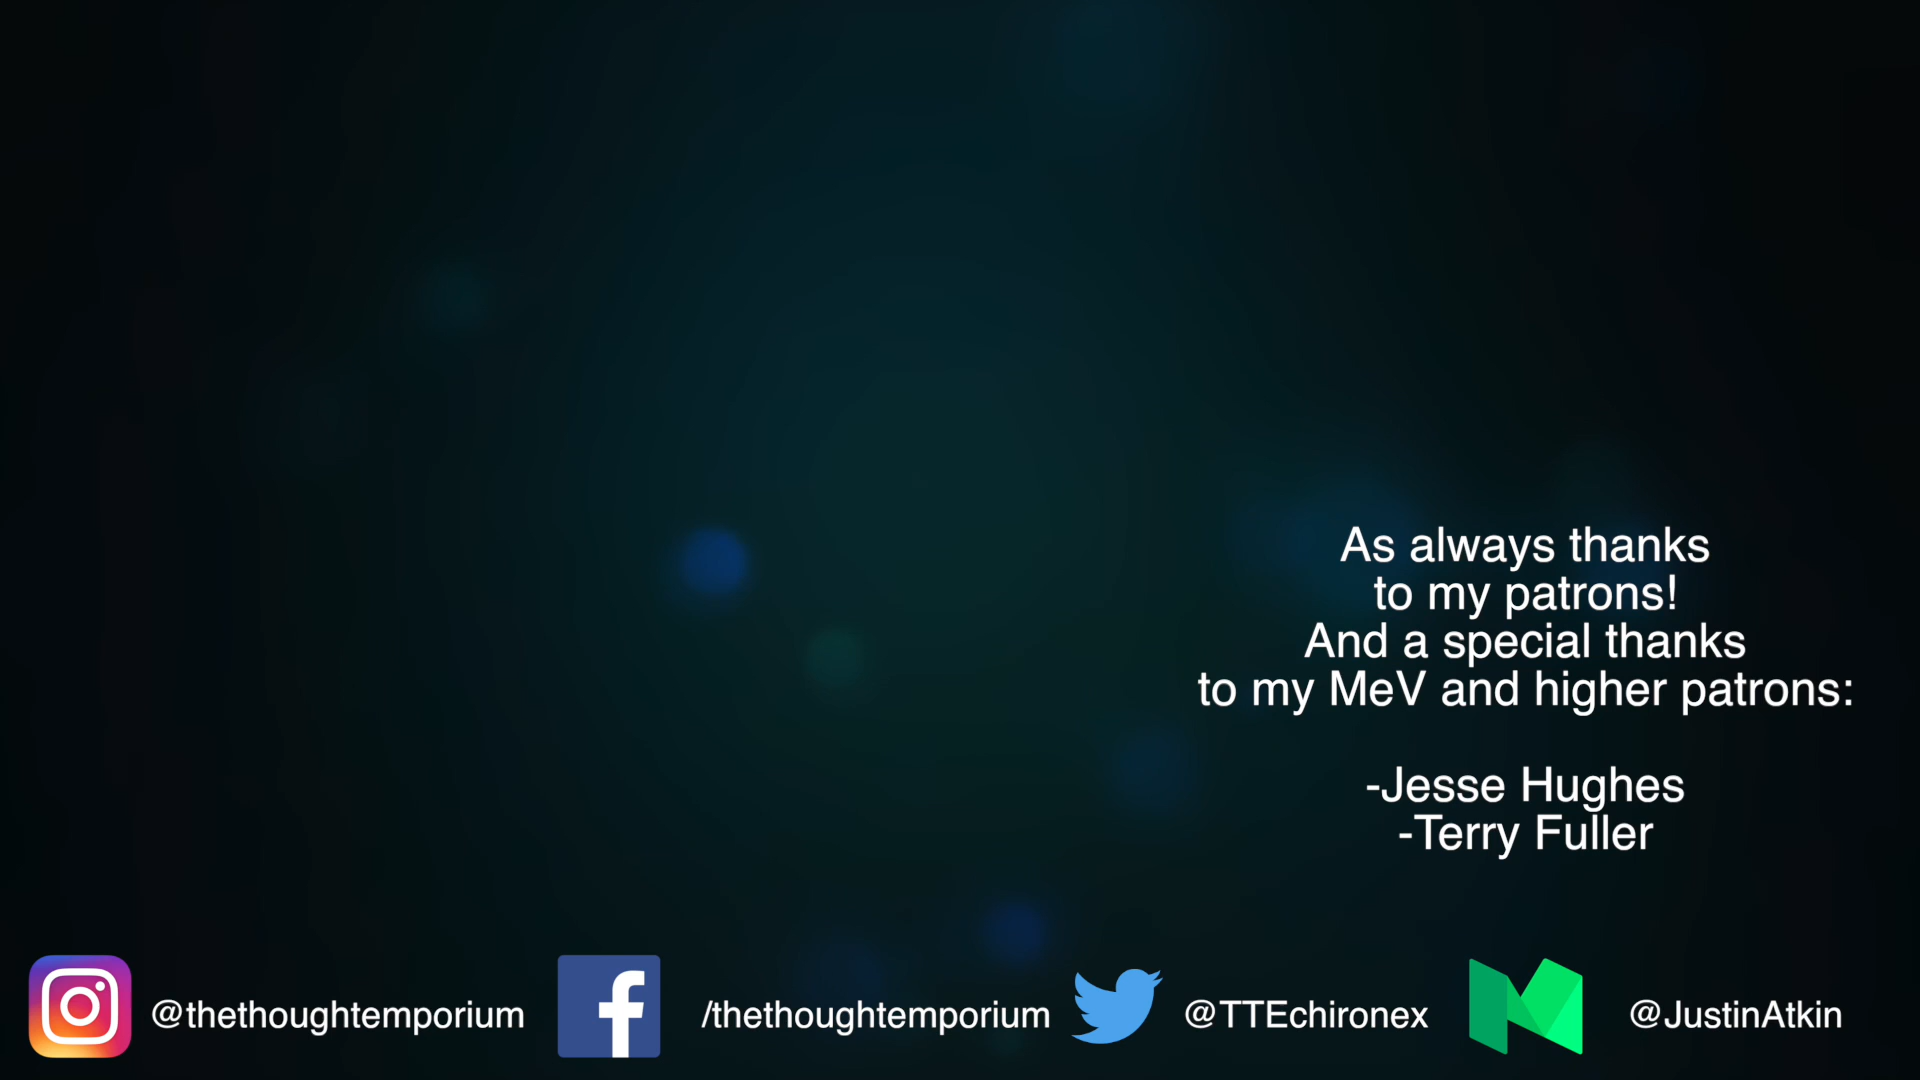 As always thanks
to my patrons!
And a special thanks
to my MeV and higher patrons:
-Jesse Hughes
-Terry Fuller
@thethoughtemporium
/thethoughtemporium
@TTEchironex
@JustinAtkin